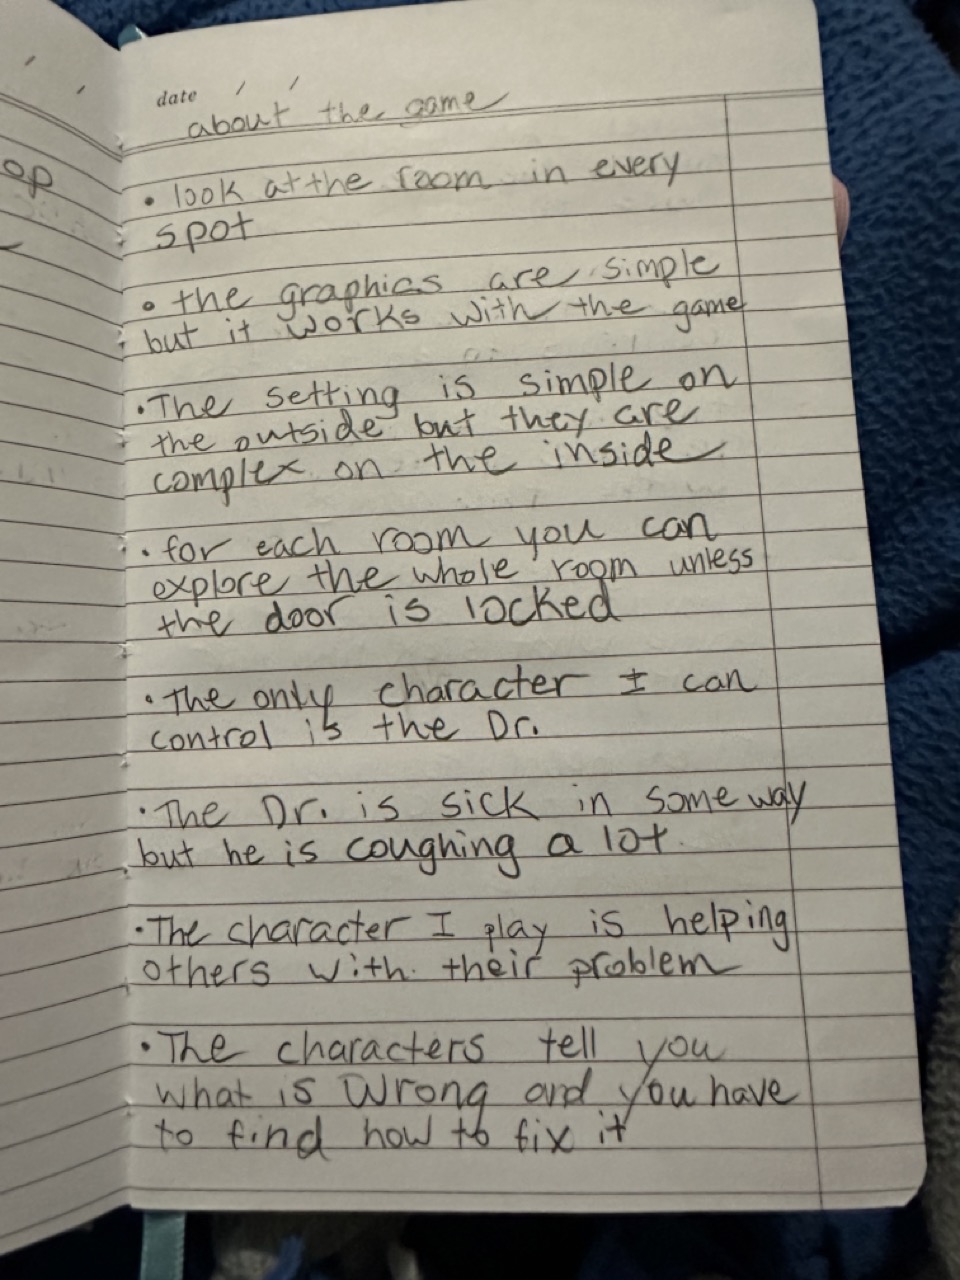 op
date / /
about the game
• look at the room in every
spot
• the graphics are simple
but it works with the game
• The setting is simple on
the outside but they are
complex on the inside
• for each room you can
explore the whole room unless
the door is locked
• The only character I can
control is the Dr.
• The Dr. is sick in some way
but he is coughing a lot.
• The character I play is helping
others with their problem
• The characters tell you
what is wrong and you have
to find how to fix it